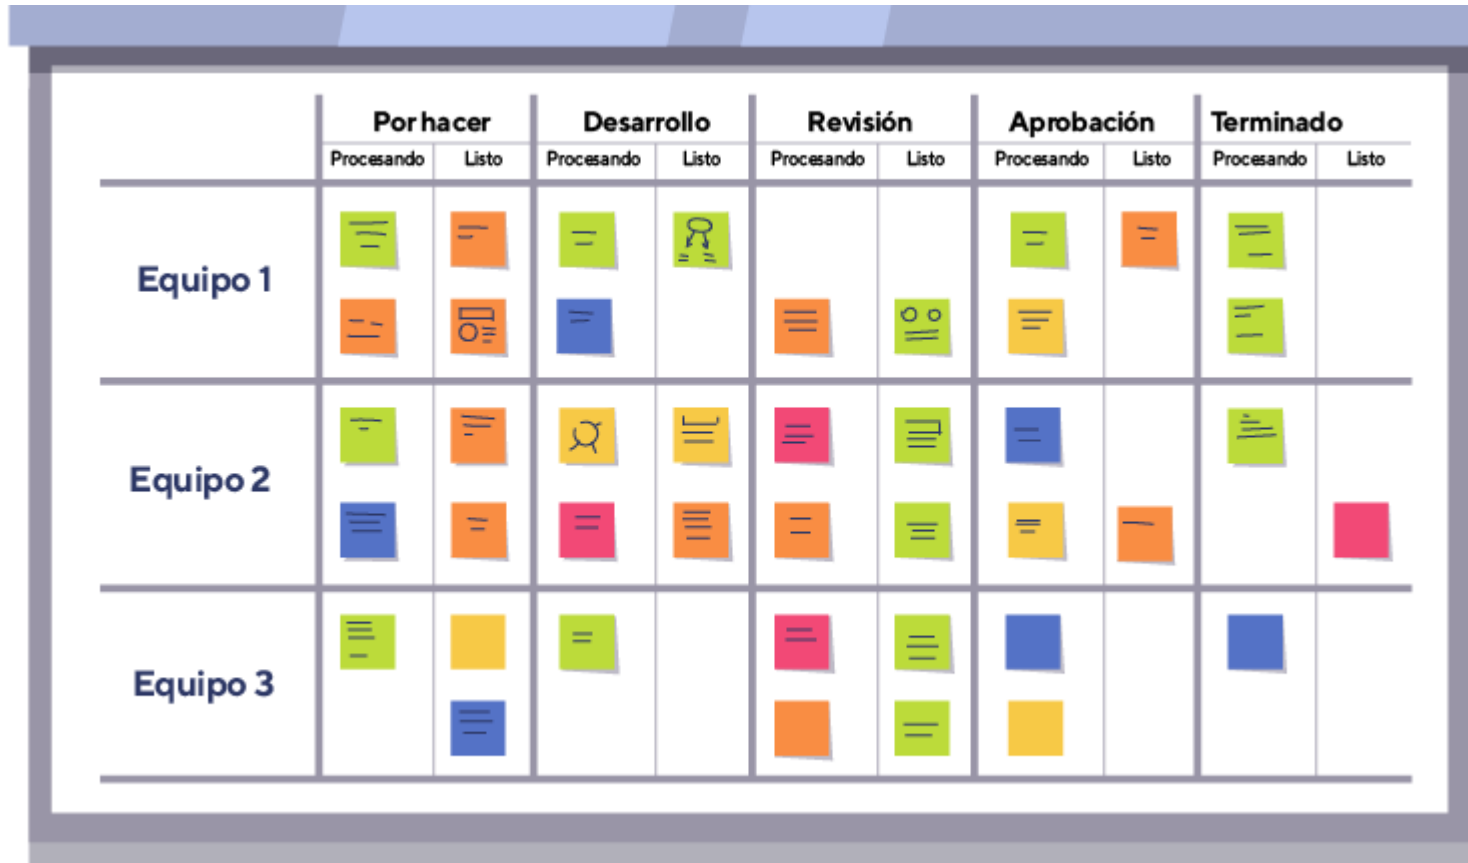 Por hacer Desarrollo Revisión Aprobación Terminado
Procesando Listo Procesando Listo Procesando Listo Procesando Listo Procesando Listo
Equipo 1
Equipo 2
Equipo 3